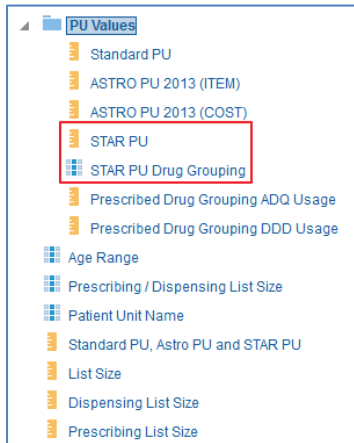 PU Values
Standard PU
ASTRO PU 2013 (ITEM)
ASTRO PU 2013 (COST)
STAR PU
STAR PU Drug Grouping
Prescribed Drug Grouping ADQ Usage
Prescribed Drug Grouping DDD Usage
Age Range
Prescribing / Dispensing List Size
Patient Unit Name
Standard PU, Astro PU and STAR PU
List Size
Dispensing List Size
Prescribing List Size